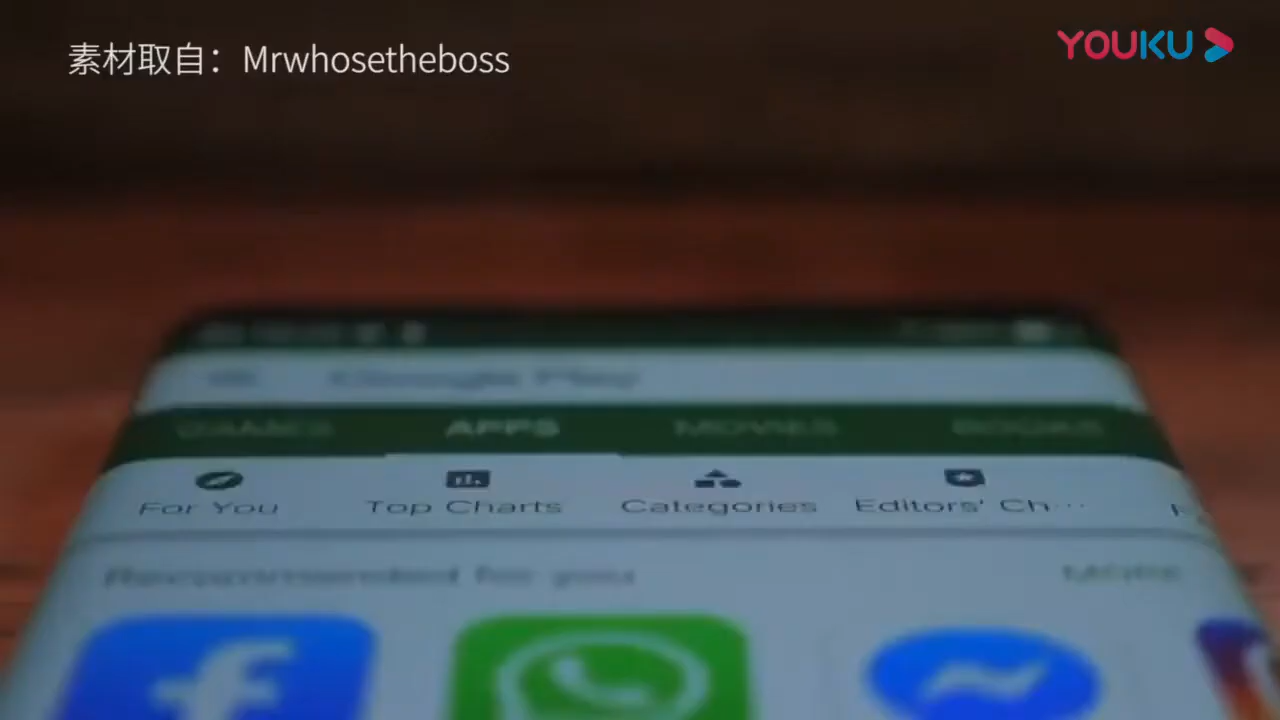 素材取自：Mrwhosetheboss
YOUKU
Google Play
GAMES APPS MOVIES BOOKS
For You Top Charts Categories Editors' Ch...
Recommended for you MORE